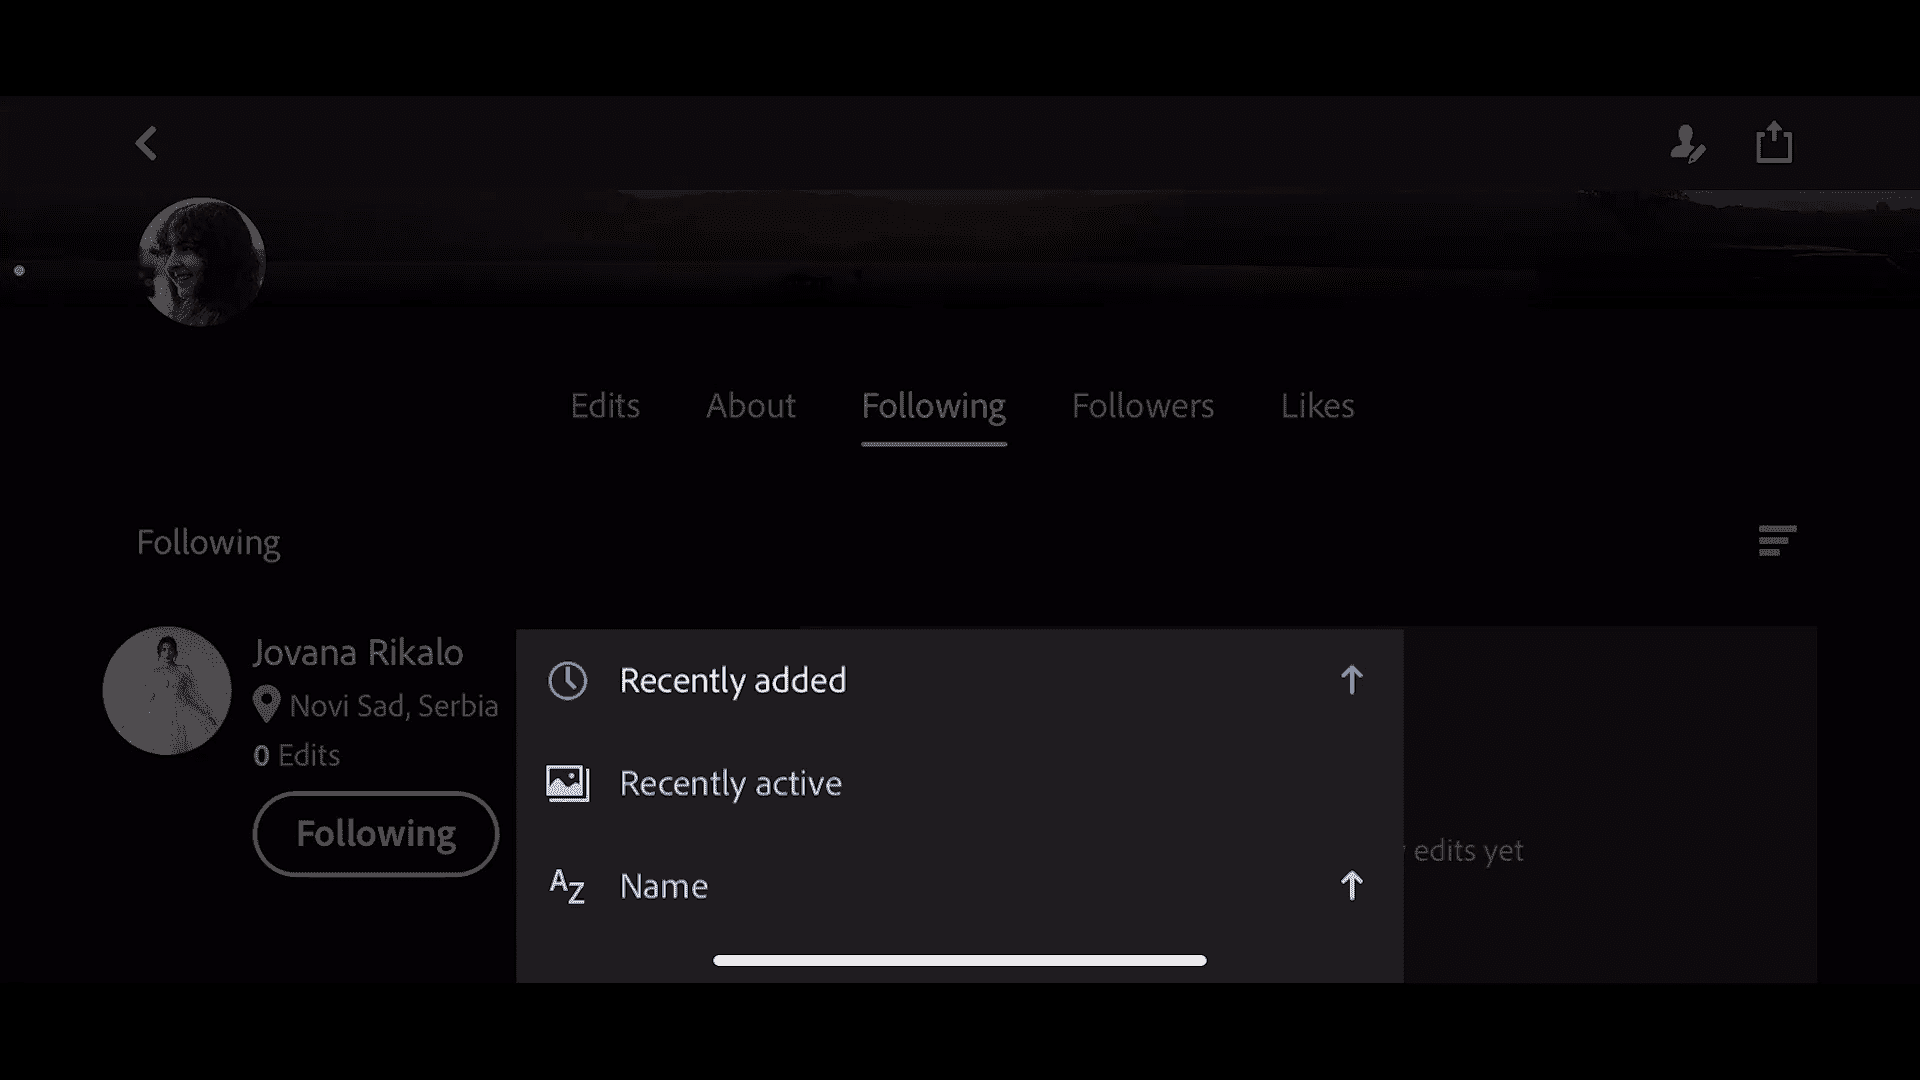 Edits About Following Followers Likes
Following
Jovana Rikalo
Novi Sad, Serbia
0 Edits
Following
Recently added
Recently active
AZ Name
edits yet